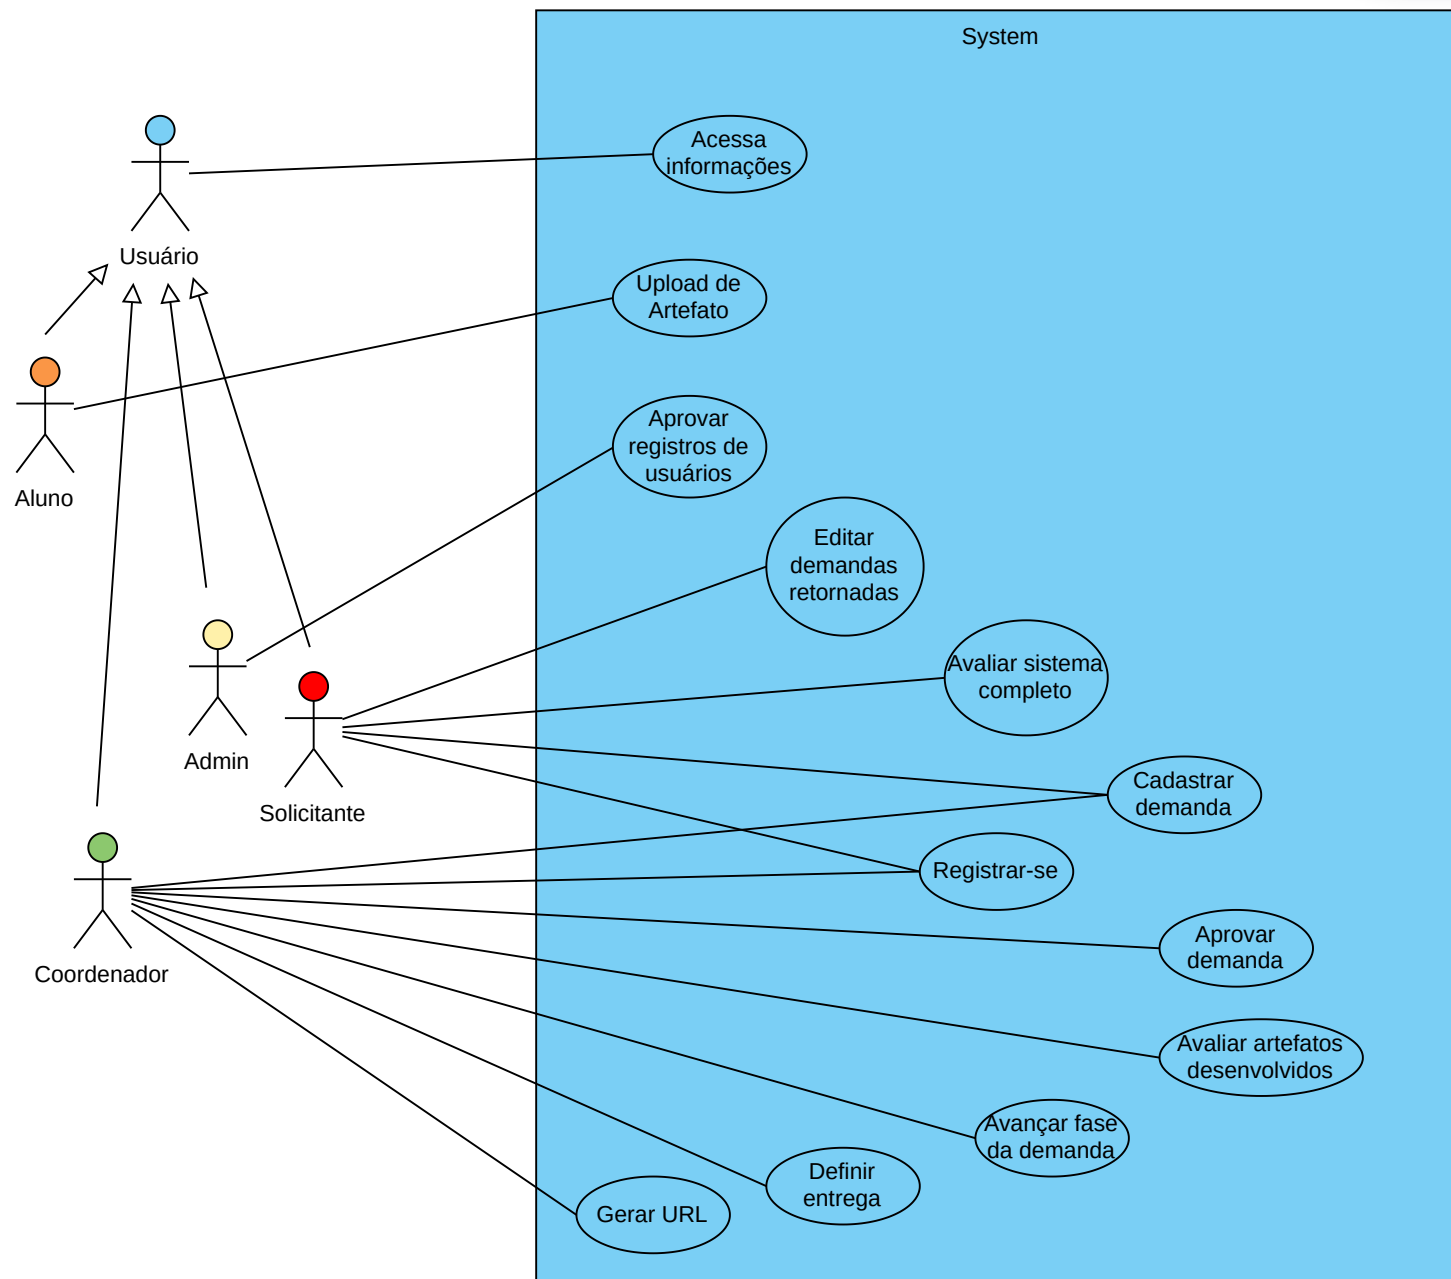 System
Acessa
informações
Usuário
Upload de
Artefato
Aprovar
registros de
usuários
Aluno
Editar
demandas
retornadas
Avaliar sistema
completo
Admin
Solicitante
Cadastrar
demanda
Registrar-se
Aprovar
demanda
Coordenador
Avaliar artefatos
desenvolvidos
Avançar fase
da demanda
Definir
entrega
Gerar URL